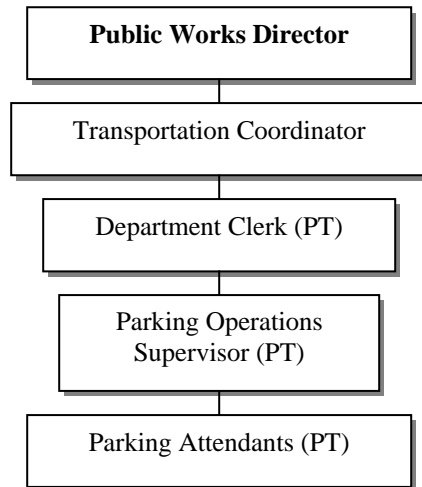 Public Works Director
Transportation Coordinator
Department Clerk (PT)
Parking Operations
Supervisor (PT)
Parking Attendants (PT)